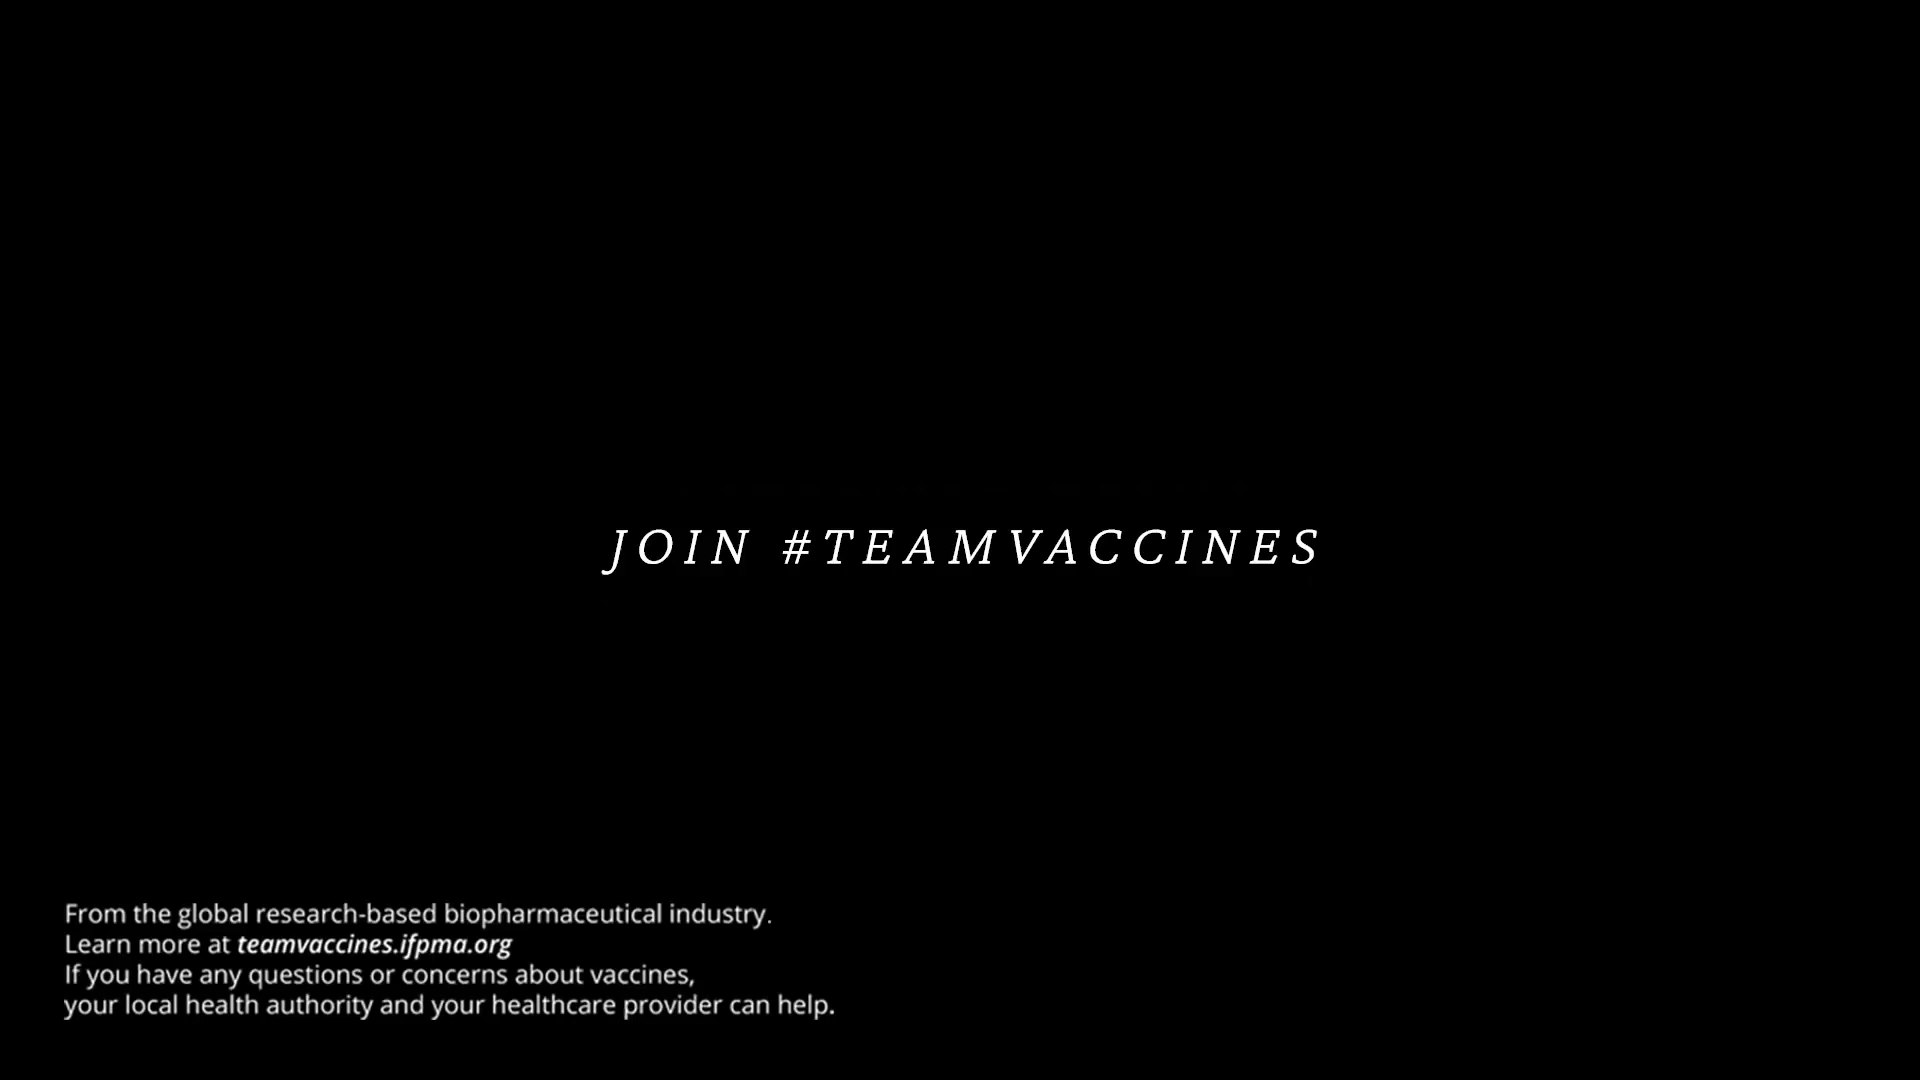 JOIN #TEAMVACCINES
From the global research-based biopharmaceutical industry.
Learn more at teamvaccines.ifpma.org
If you have any questions or concerns about vaccines,
your local health authority and your healthcare provider can help.